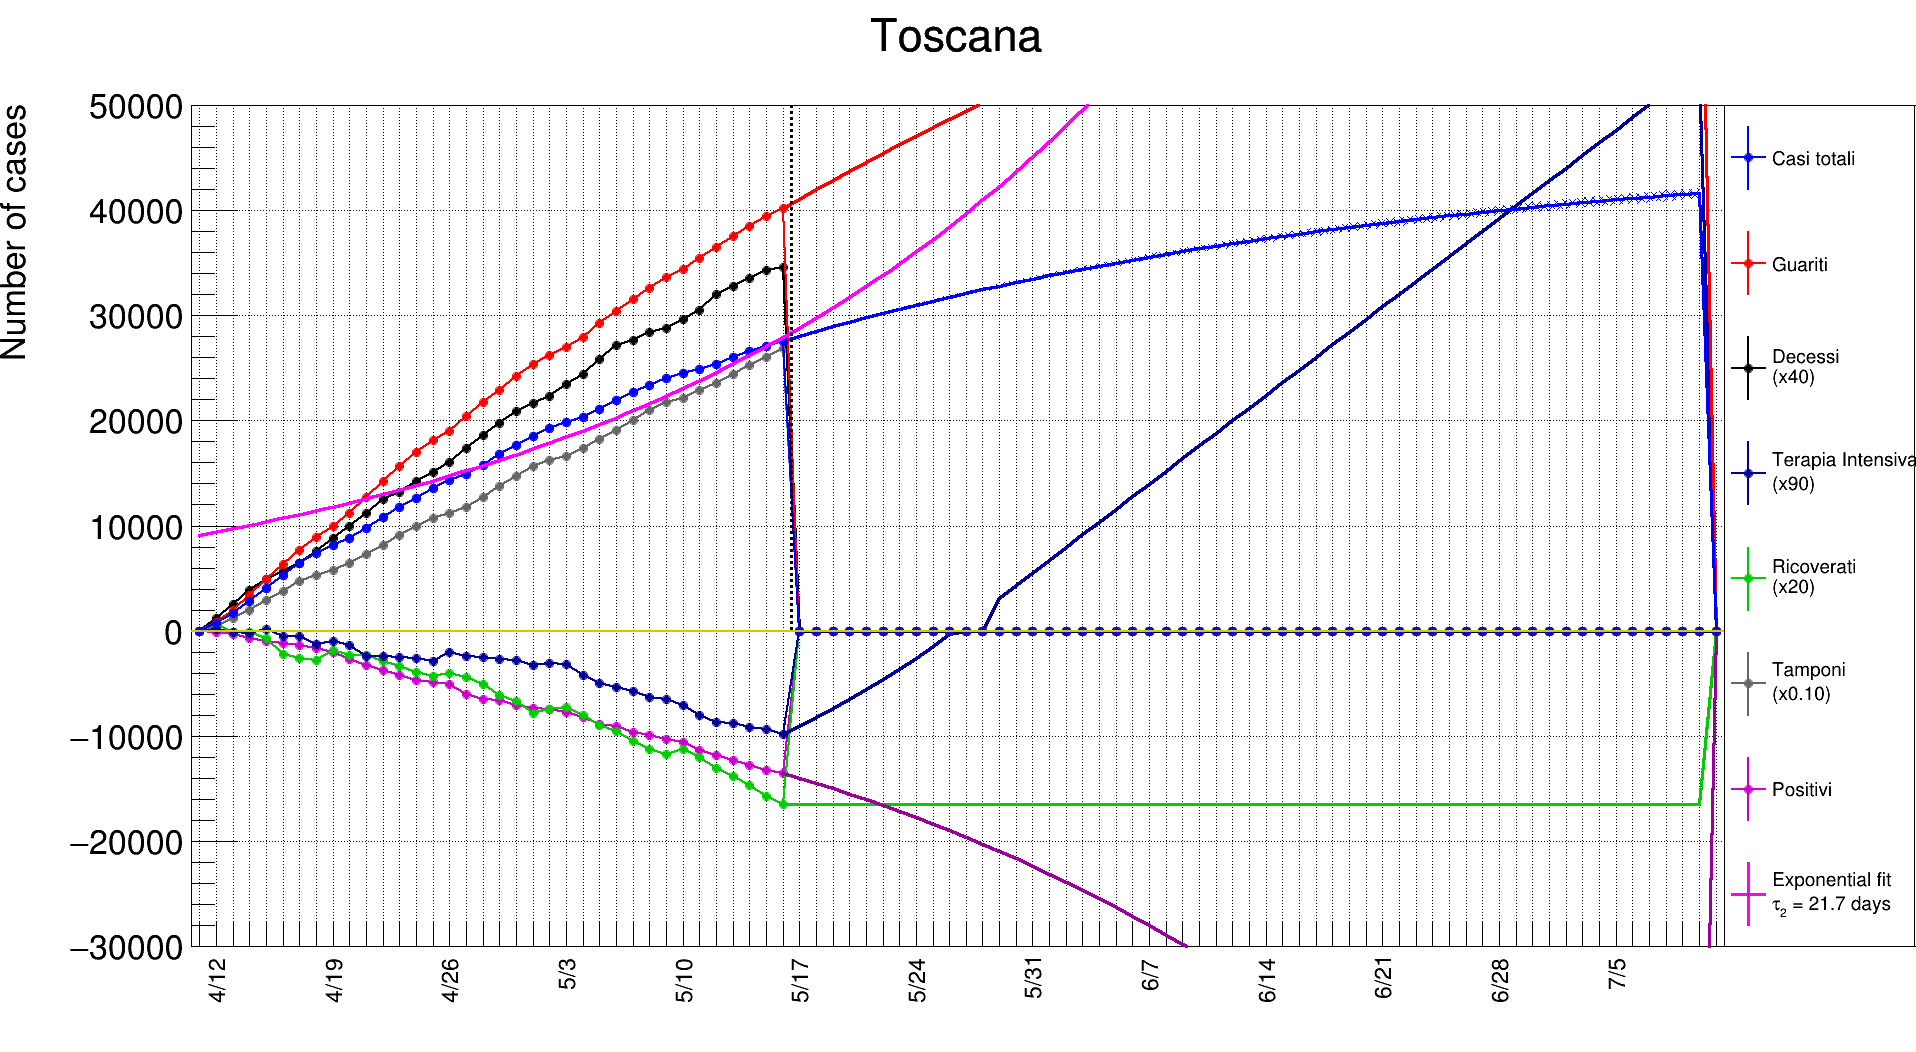 Toscana
Number of cases
50000
40000
30000
20000
10000
0
−10000
−20000
−30000
4/12
4/19
4/26
5/3
5/10
5/17
5/24
5/31
6/7
6/14
6/21
6/28
7/5
Casi totali
Guariti
Decessi
(x40)
Terapia Intensiva
(x90)
Ricoverati
(x20)
Tamponi
(x0.10)
Positivi
Exponential fit
τ2 = 21.7 days